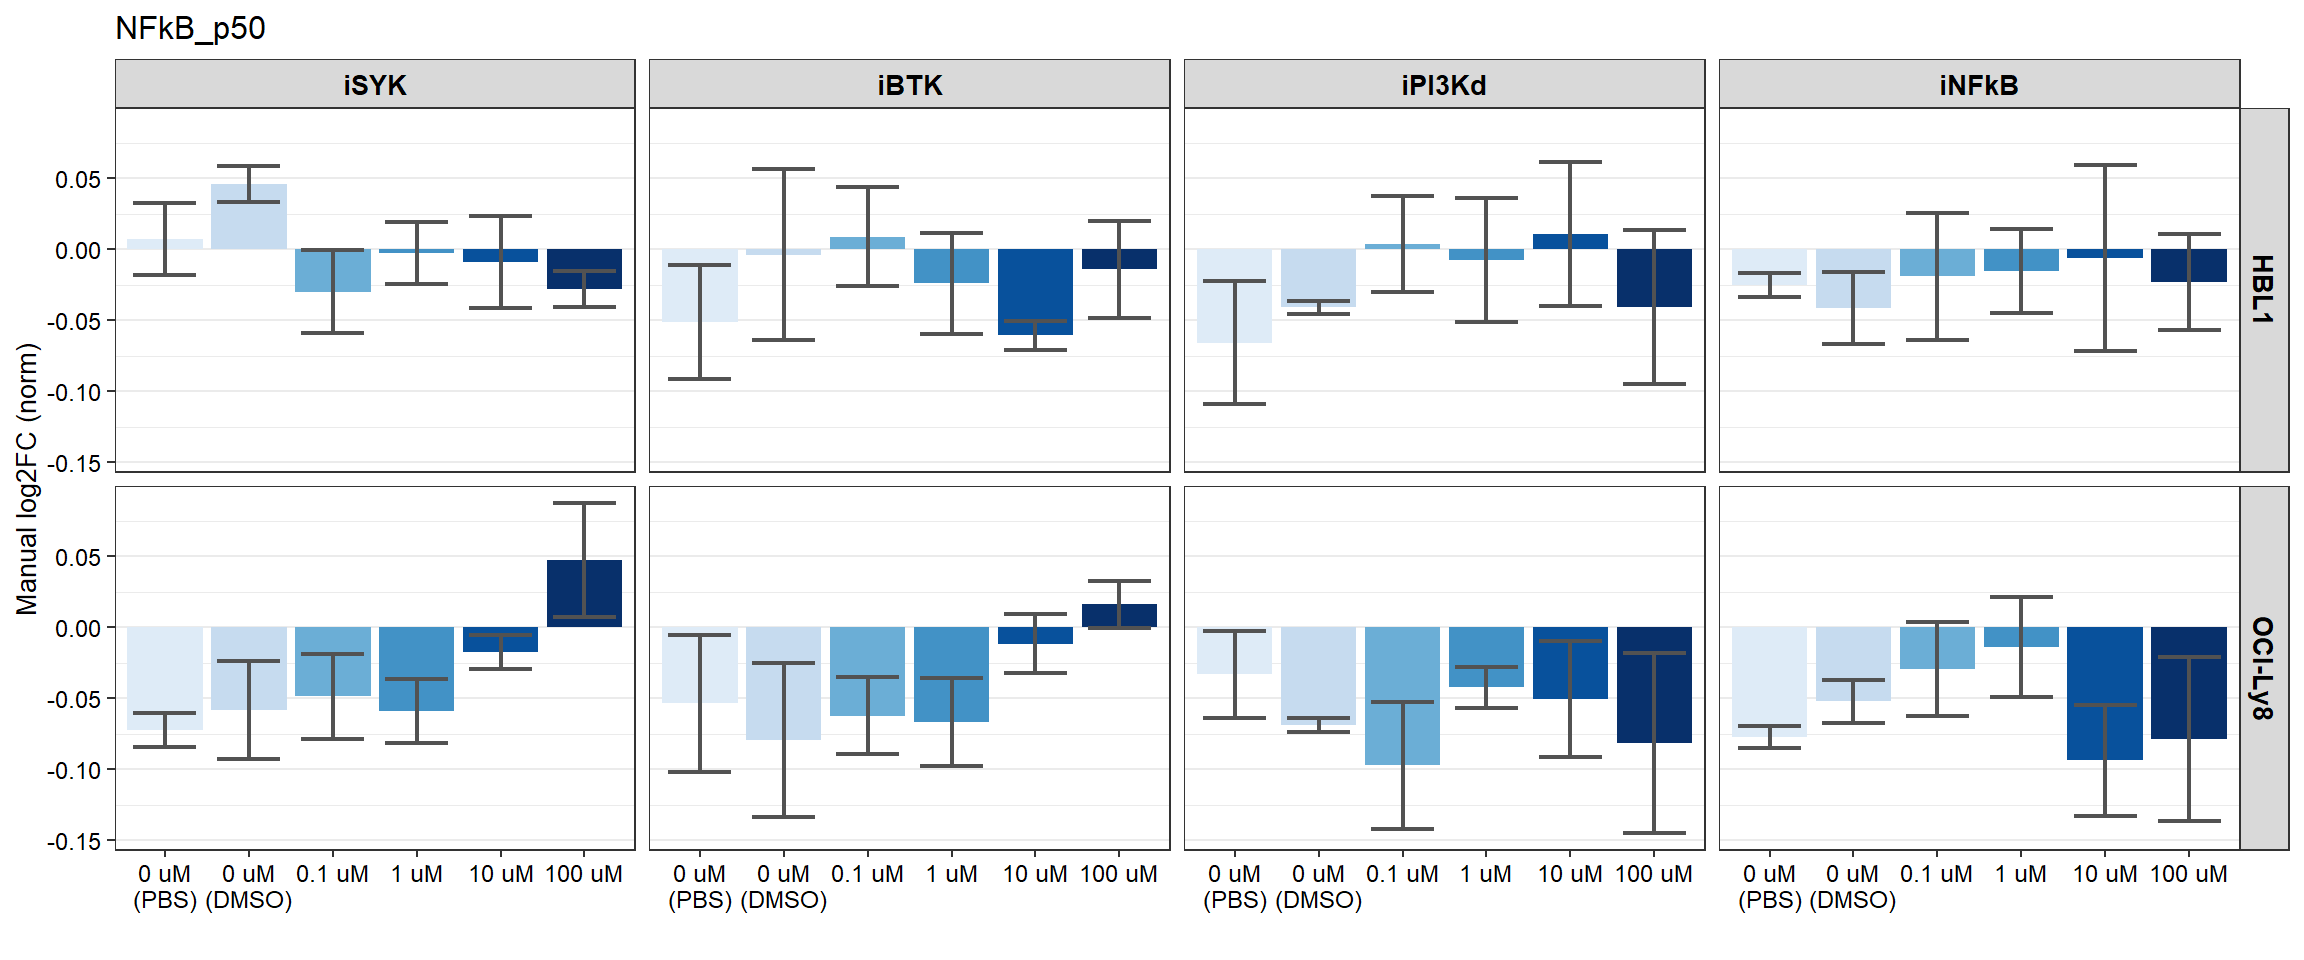 NFkB_p50
iSYK iBTK iPI3Kd iNFkB
Manual log2FC (norm)
0.05
0.00
-0.05
-0.10
-0.15
HBL1
0.05
0.00
-0.05
-0.10
-0.15
OCI-Ly8
0 uM 0 uM 0.1 uM 1 uM 10 uM 100 uM 0 uM 0 uM 0.1 uM 1 uM 10 uM 100 uM 0 uM 0 uM 0.1 uM 1 uM 10 uM 100 uM 0 uM 0 uM 0.1 uM 1 uM 10 uM 100 uM
(PBS) (DMSO) (PBS) (DMSO) (PBS) (DMSO) (PBS) (DMSO)